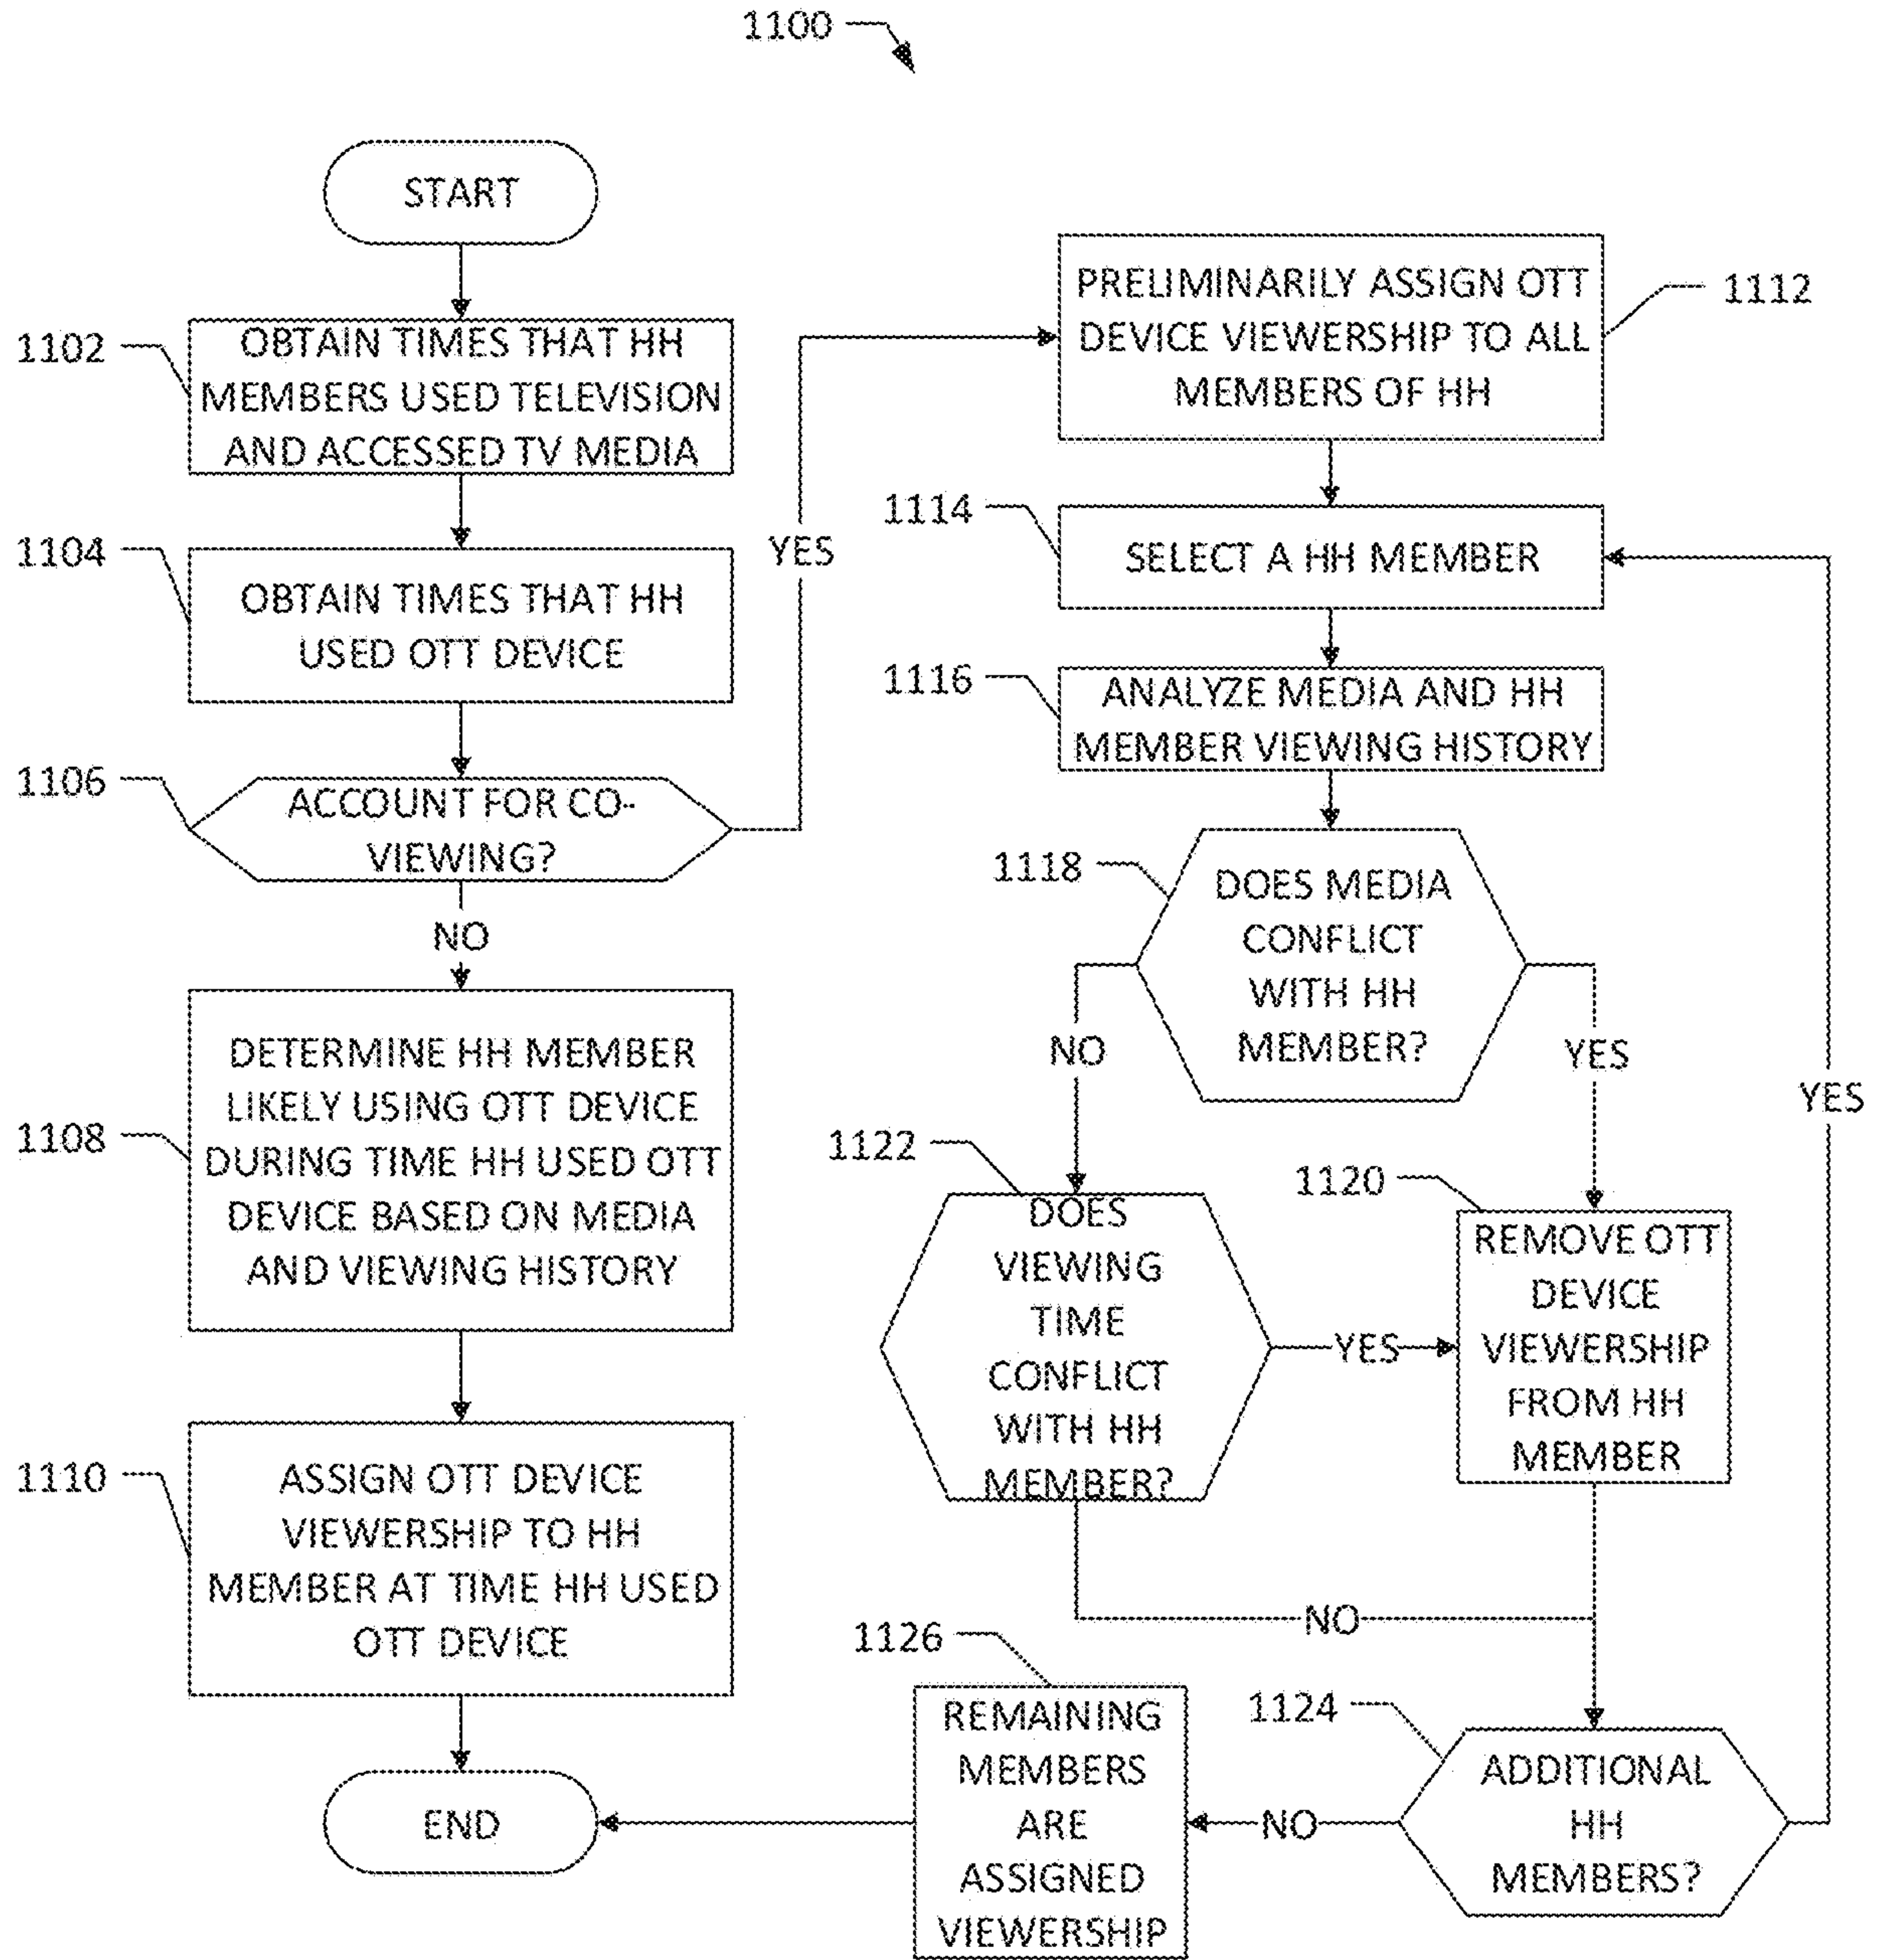 1100
START
1102
OBTAIN TIMES THAT HH
MEMBERS USED TELEVISION
AND ACCESSED TV MEDIA
1104
OBTAIN TIMES THAT HH
USED OTT DEVICE
1106
ACCOUNT FOR CO-
VIEWING?
YES
NO
1108
DETERMINE HH MEMBER
LIKELY USING OTT DEVICE
DURING TIME HH USED OTT
DEVICE BASED ON MEDIA
AND VIEWING HISTORY
1110
ASSIGN OTT DEVICE
VIEWERSHIP TO HH
MEMBER AT TIME HH USED
OTT DEVICE
END
PRELIMINARILY ASSIGN OTT
DEVICE VIEWERSHIP TO ALL
MEMBERS OF HH
1112
1114
SELECT A HH MEMBER
1116
ANALYZE MEDIA AND HH
MEMBER VIEWING HISTORY
1118
DOES MEDIA
CONFLICT
WITH HH
MEMBER?
NO
YES
1122
DOES
VIEWING
TIME
CONFLICT
WITH HH
MEMBER?
YES
1120
REMOVE OTT
DEVICE
VIEWERSHIP
FROM HH
MEMBER
NO
1124
ADDITIONAL
HH
MEMBERS?
YES
NO
1126
REMAINING
MEMBERS
ARE
ASSIGNED
VIEWERSHIP